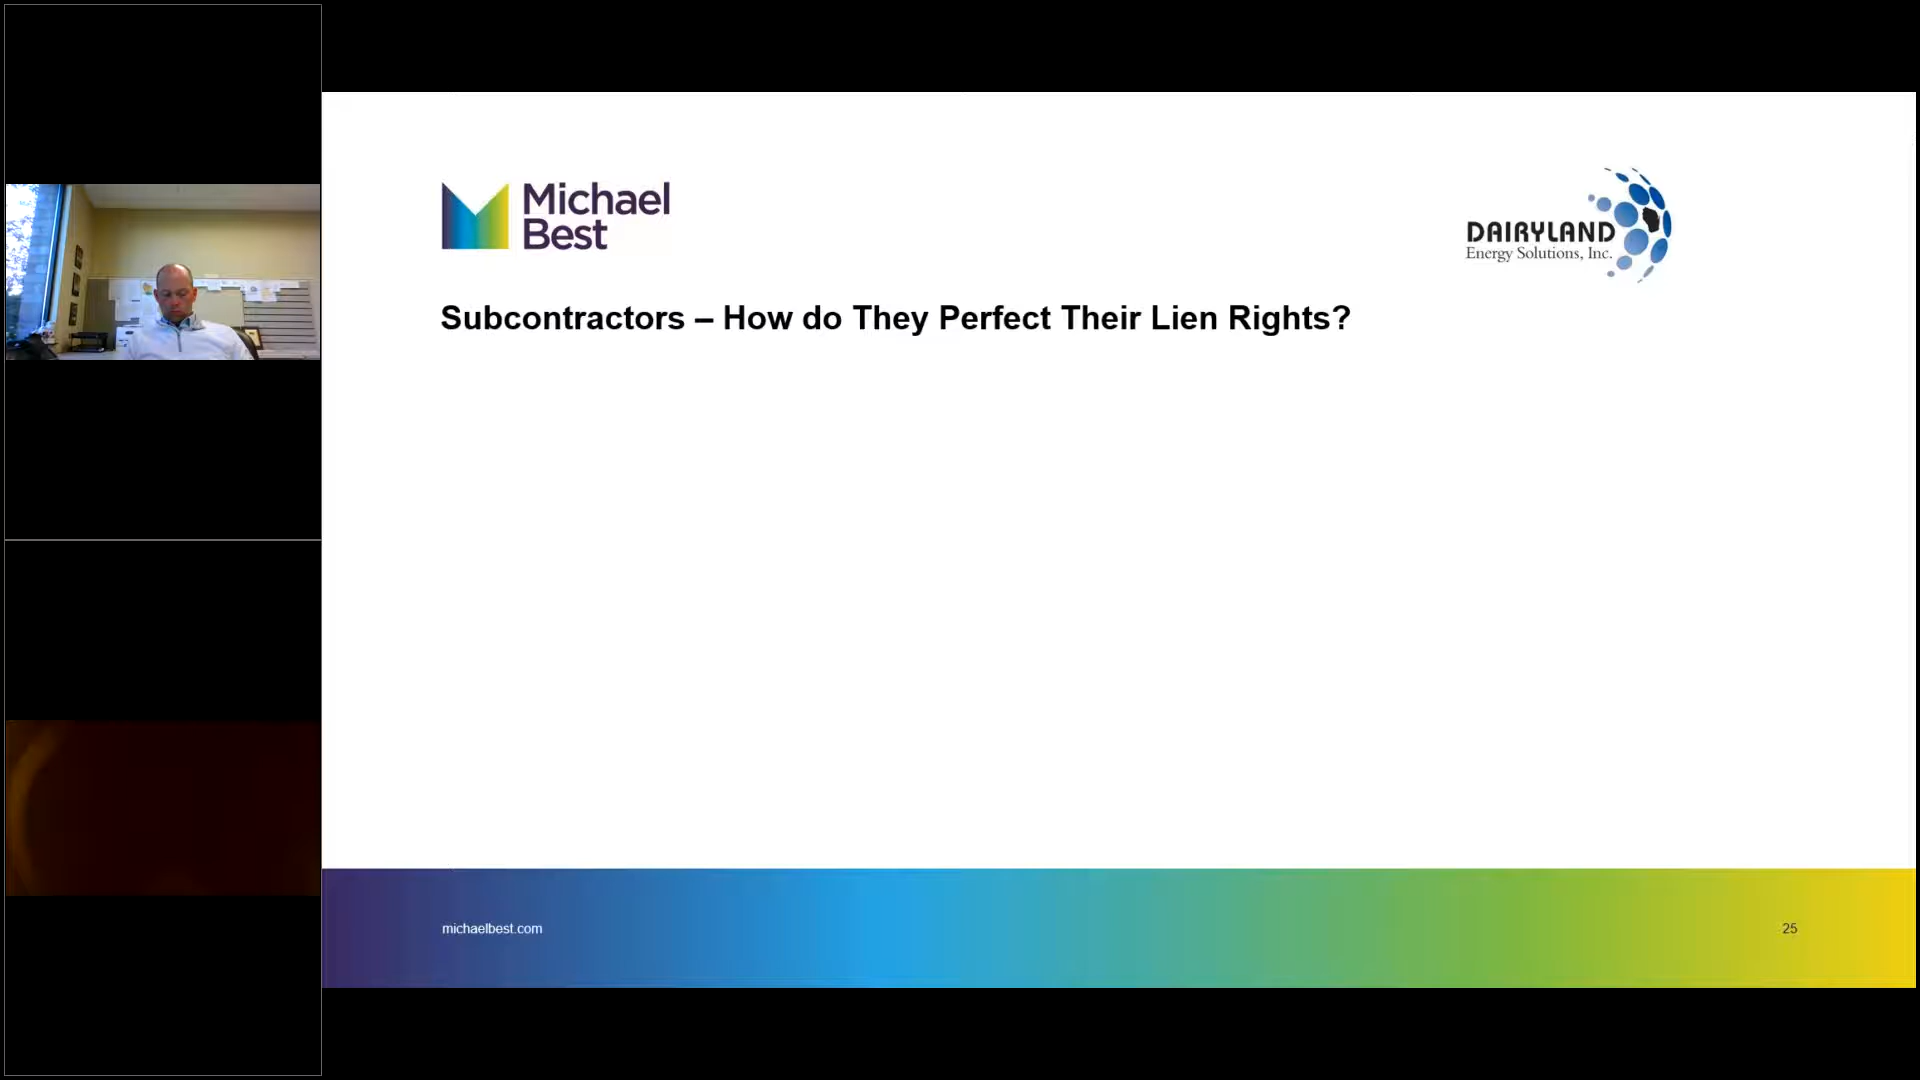 Michael
Best
DAIRYLAND
Energy Solutions, Inc.
Subcontractors – How do They Perfect Their Lien Rights?
michaelbest.com
25